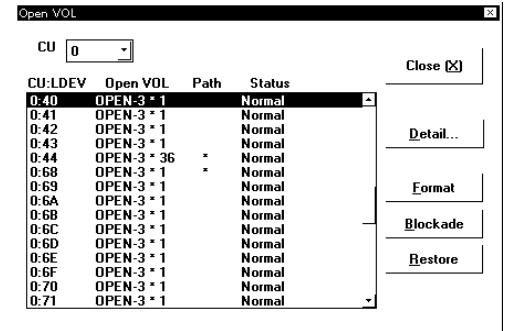 Open VOL
CU 0
Close (X)
CU:LDEV Open VOL Path Status
0:40 OPEN-3 * 1 Normal
0:41 OPEN-3 * 1 Normal
0:42 OPEN-3 * 1 Normal
0:43 OPEN-3 * 1 Normal
0:44 OPEN-3 * 36 * Normal
0:68 OPEN-3 * 1 * Normal
0:69 OPEN-3 * 1 Normal
0:6A OPEN-3 * 1 Normal
0:6B OPEN-3 * 1 Normal
0:6C OPEN-3 * 1 Normal
0:6D OPEN-3 * 1 Normal
0:6E OPEN-3 * 1 Normal
0:6F OPEN-3 * 1 Normal
0:70 OPEN-3 * 1 Normal
0:71 OPEN-3 * 1 Normal
Detail...
Format
Blockade
Restore